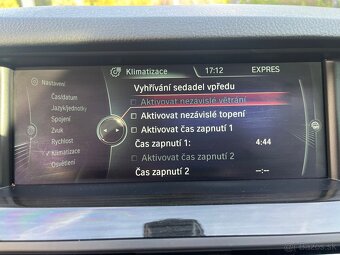 Klimatizace 17:12 EXPRES
Nastavení
Čas/datum
Jazyk/jednotky
Spojení
Zvuk
Rychlost
Klimatizace
Osvětlení
Vyhřívání sedadel vpředu
Aktivovat nezávislé větrání
Aktivovat nezávislé topení
Aktivovat čas zapnutí 1
Čas zapnutí 1: 4:44
Aktivovat čas zapnutí 2
Čas zapnutí 2 --:--
bazos.sk